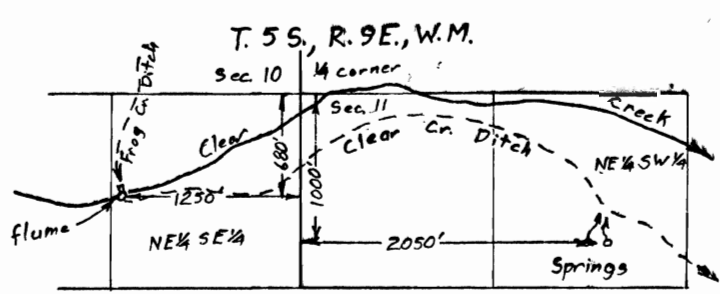 T. 5 S., R. 9 E., W.M.
Sec. 10
¼ corner
Frog Cr. Ditch
Sec. 11
Creek
Clear
680'
1000'
Clear Cr. Ditch
NE¼ SW¼
1250'
flume
NE¼ SE¼
2050'
Springs